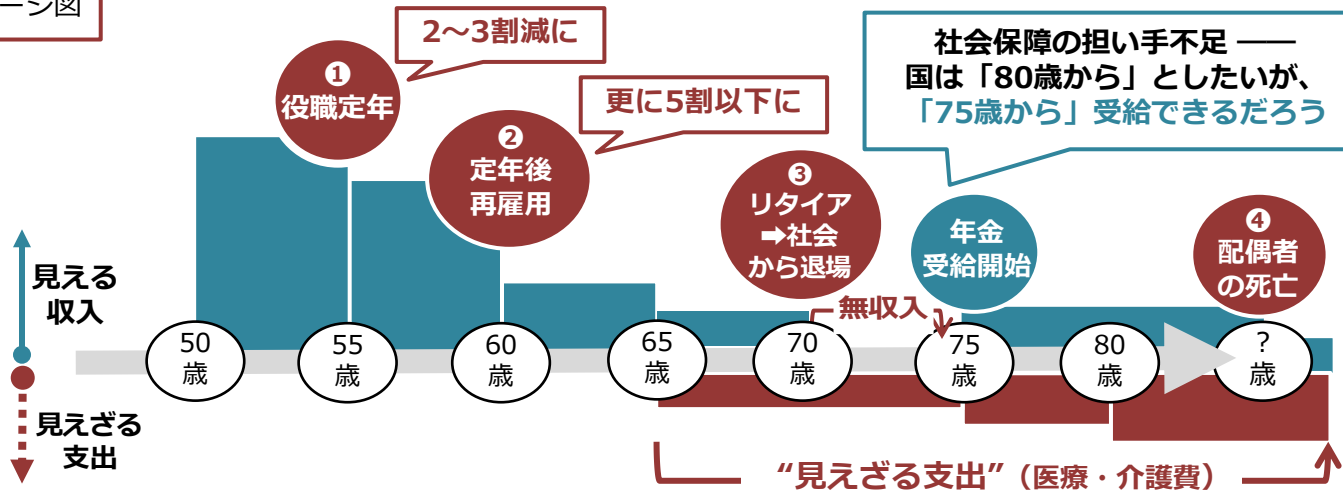 ージ図
2～3割減に
❶
役職定年
更に5割以下に
❷
定年後
再雇用
社会保障の担い手不足 ――
国は「80歳から」としたいが、
「75歳から」受給できるだろう
❸
リタイア
➡社会
から退場
年金
受給開始
❹
配偶者
の死亡
見える
収入
無収入
50
歳
55
歳
60
歳
65
歳
70
歳
75
歳
80
歳
?
歳
見えざる
支出
“見えざる支出”（医療・介護費）